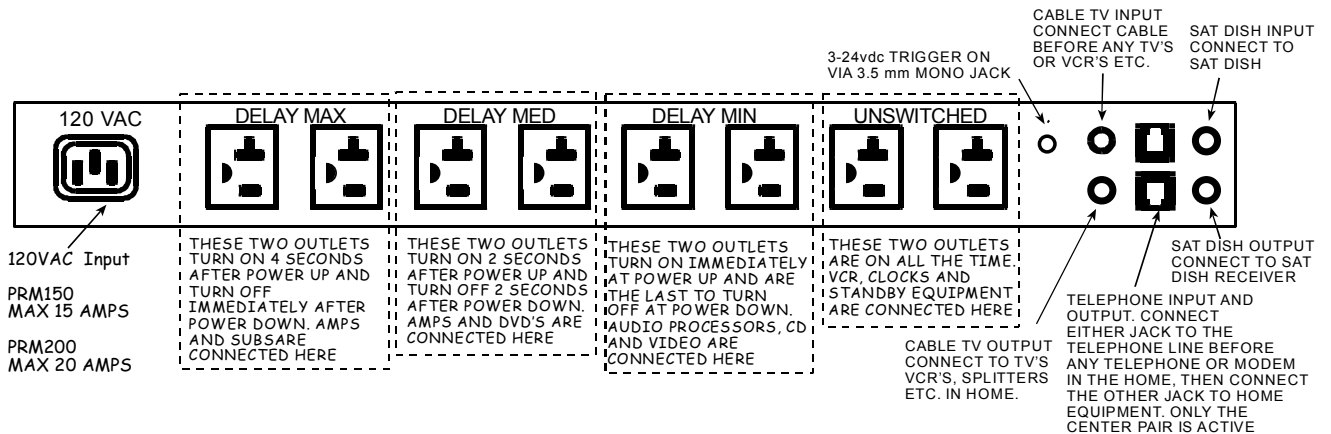 CABLE TV INPUT
CONNECT CABLE
BEFORE ANY TV'S
OR VCR'S ETC.
SAT DISH INPUT
CONNECT TO
SAT DISH
3-24vdc TRIGGER ON
VIA 3.5 mm MONO JACK
120 VAC
DELAY MAX
DELAY MED
DELAY MIN
UNSWITCHED
120VAC Input
PRM150
MAX 15 AMPS
PRM200
MAX 20 AMPS
THESE TWO OUTLETS
TURN ON 4 SECONDS
AFTER POWER UP AND
TURN OFF
IMMEDIATELY AFTER
POWER DOWN. AMPS
AND SUBSARE
CONNECTED HERE
THESE TWO OUTLETS
TURN ON 2 SECONDS
AFTER POWER UP AND
TURN OFF 2 SECONDS
AFTER POWER DOWN.
AMPS AND DVD'S ARE
CONNECTED HERE
THESE TWO OUTLETS
TURN ON IMMEDIATELY
AT POWER UP AND ARE
THE LAST TO TURN
OFF AT POWER DOWN.
AUDIO PROCESSORS, CD
AND VIDEO ARE
CONNECTED HERE
THESE TWO OUTLETS
ARE ON ALL THE TIME.
VCR, CLOCKS AND
STANDBY EQUIPMENT
ARE CONNECTED HERE
CABLE TV OUTPUT
CONNECT TO TV'S
VCR'S, SPLITTERS
ETC. IN HOME.
SAT DISH OUTPUT
CONNECT TO SAT
DISH RECEIVER
TELEPHONE INPUT AND
OUTPUT. CONNECT
EITHER JACK TO THE
TELEPHONE LINE BEFORE
ANY TELEPHONE OR MODEM
IN THE HOME, THEN CONNECT
THE OTHER JACK TO HOME
EQUIPMENT. ONLY THE
CENTER PAIR IS ACTIVE